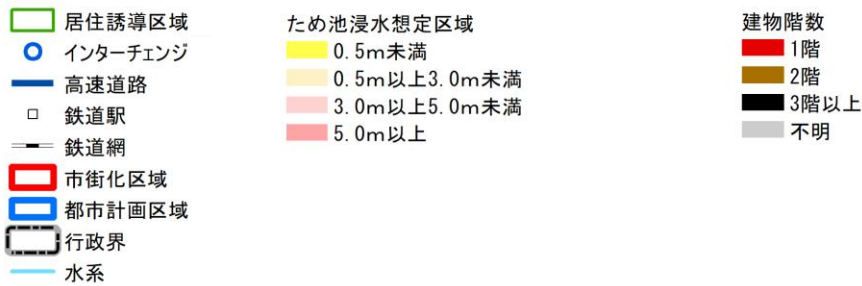 居住誘導区域
インターチェンジ
高速道路
鉄道駅
鉄道網
市街化区域
都市計画区域
行政界
水系
ため池浸水想定区域
0.5m未満
0.5m以上3.0m未満
3.0m以上5.0m未満
5.0m以上
建物階数
1階
2階
3階以上
不明